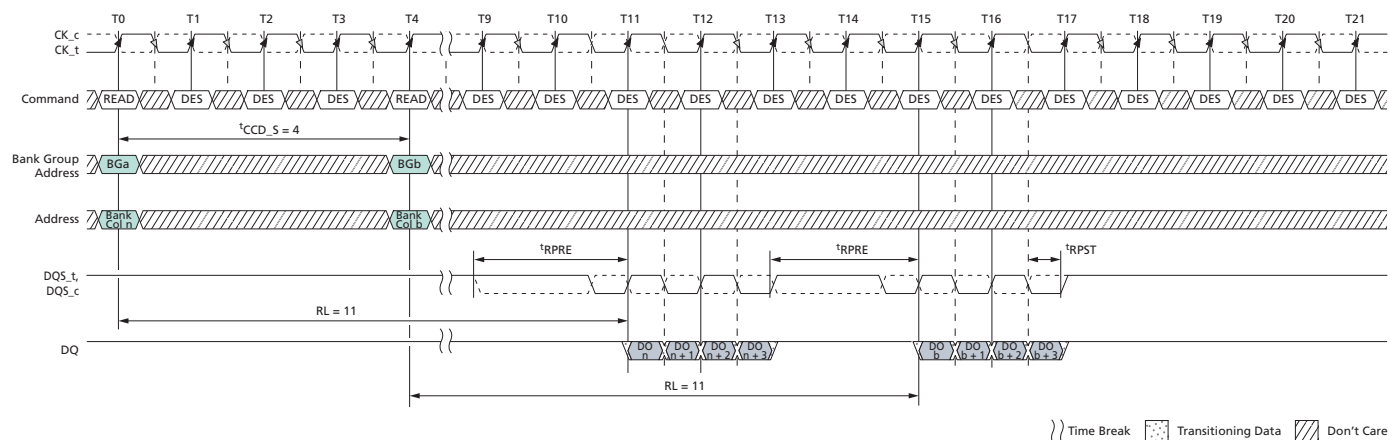 T0 T1 T2 T3 T4 T9 T10 T11 T12 T13 T14 T15 T16 T17 T18 T19 T20 T21
CK_c
CK_t
Command READ DES DES DES READ DES DES DES DES DES DES DES DES DES DES DES DES DES
tCCD_S = 4
Bank Group
Address
BGa BGb
Address
Bank
Col n
Bank
Col b
tRPRE tRPRE tRPST
DQS_t,
DQS_c
RL = 11
DQ
DO
n
DO
n + 1
DO
n + 2
DO
n + 3
DO
b
DO
b + 1
DO
b + 2
DO
b + 3
RL = 11
Time Break Transitioning Data Don't Care